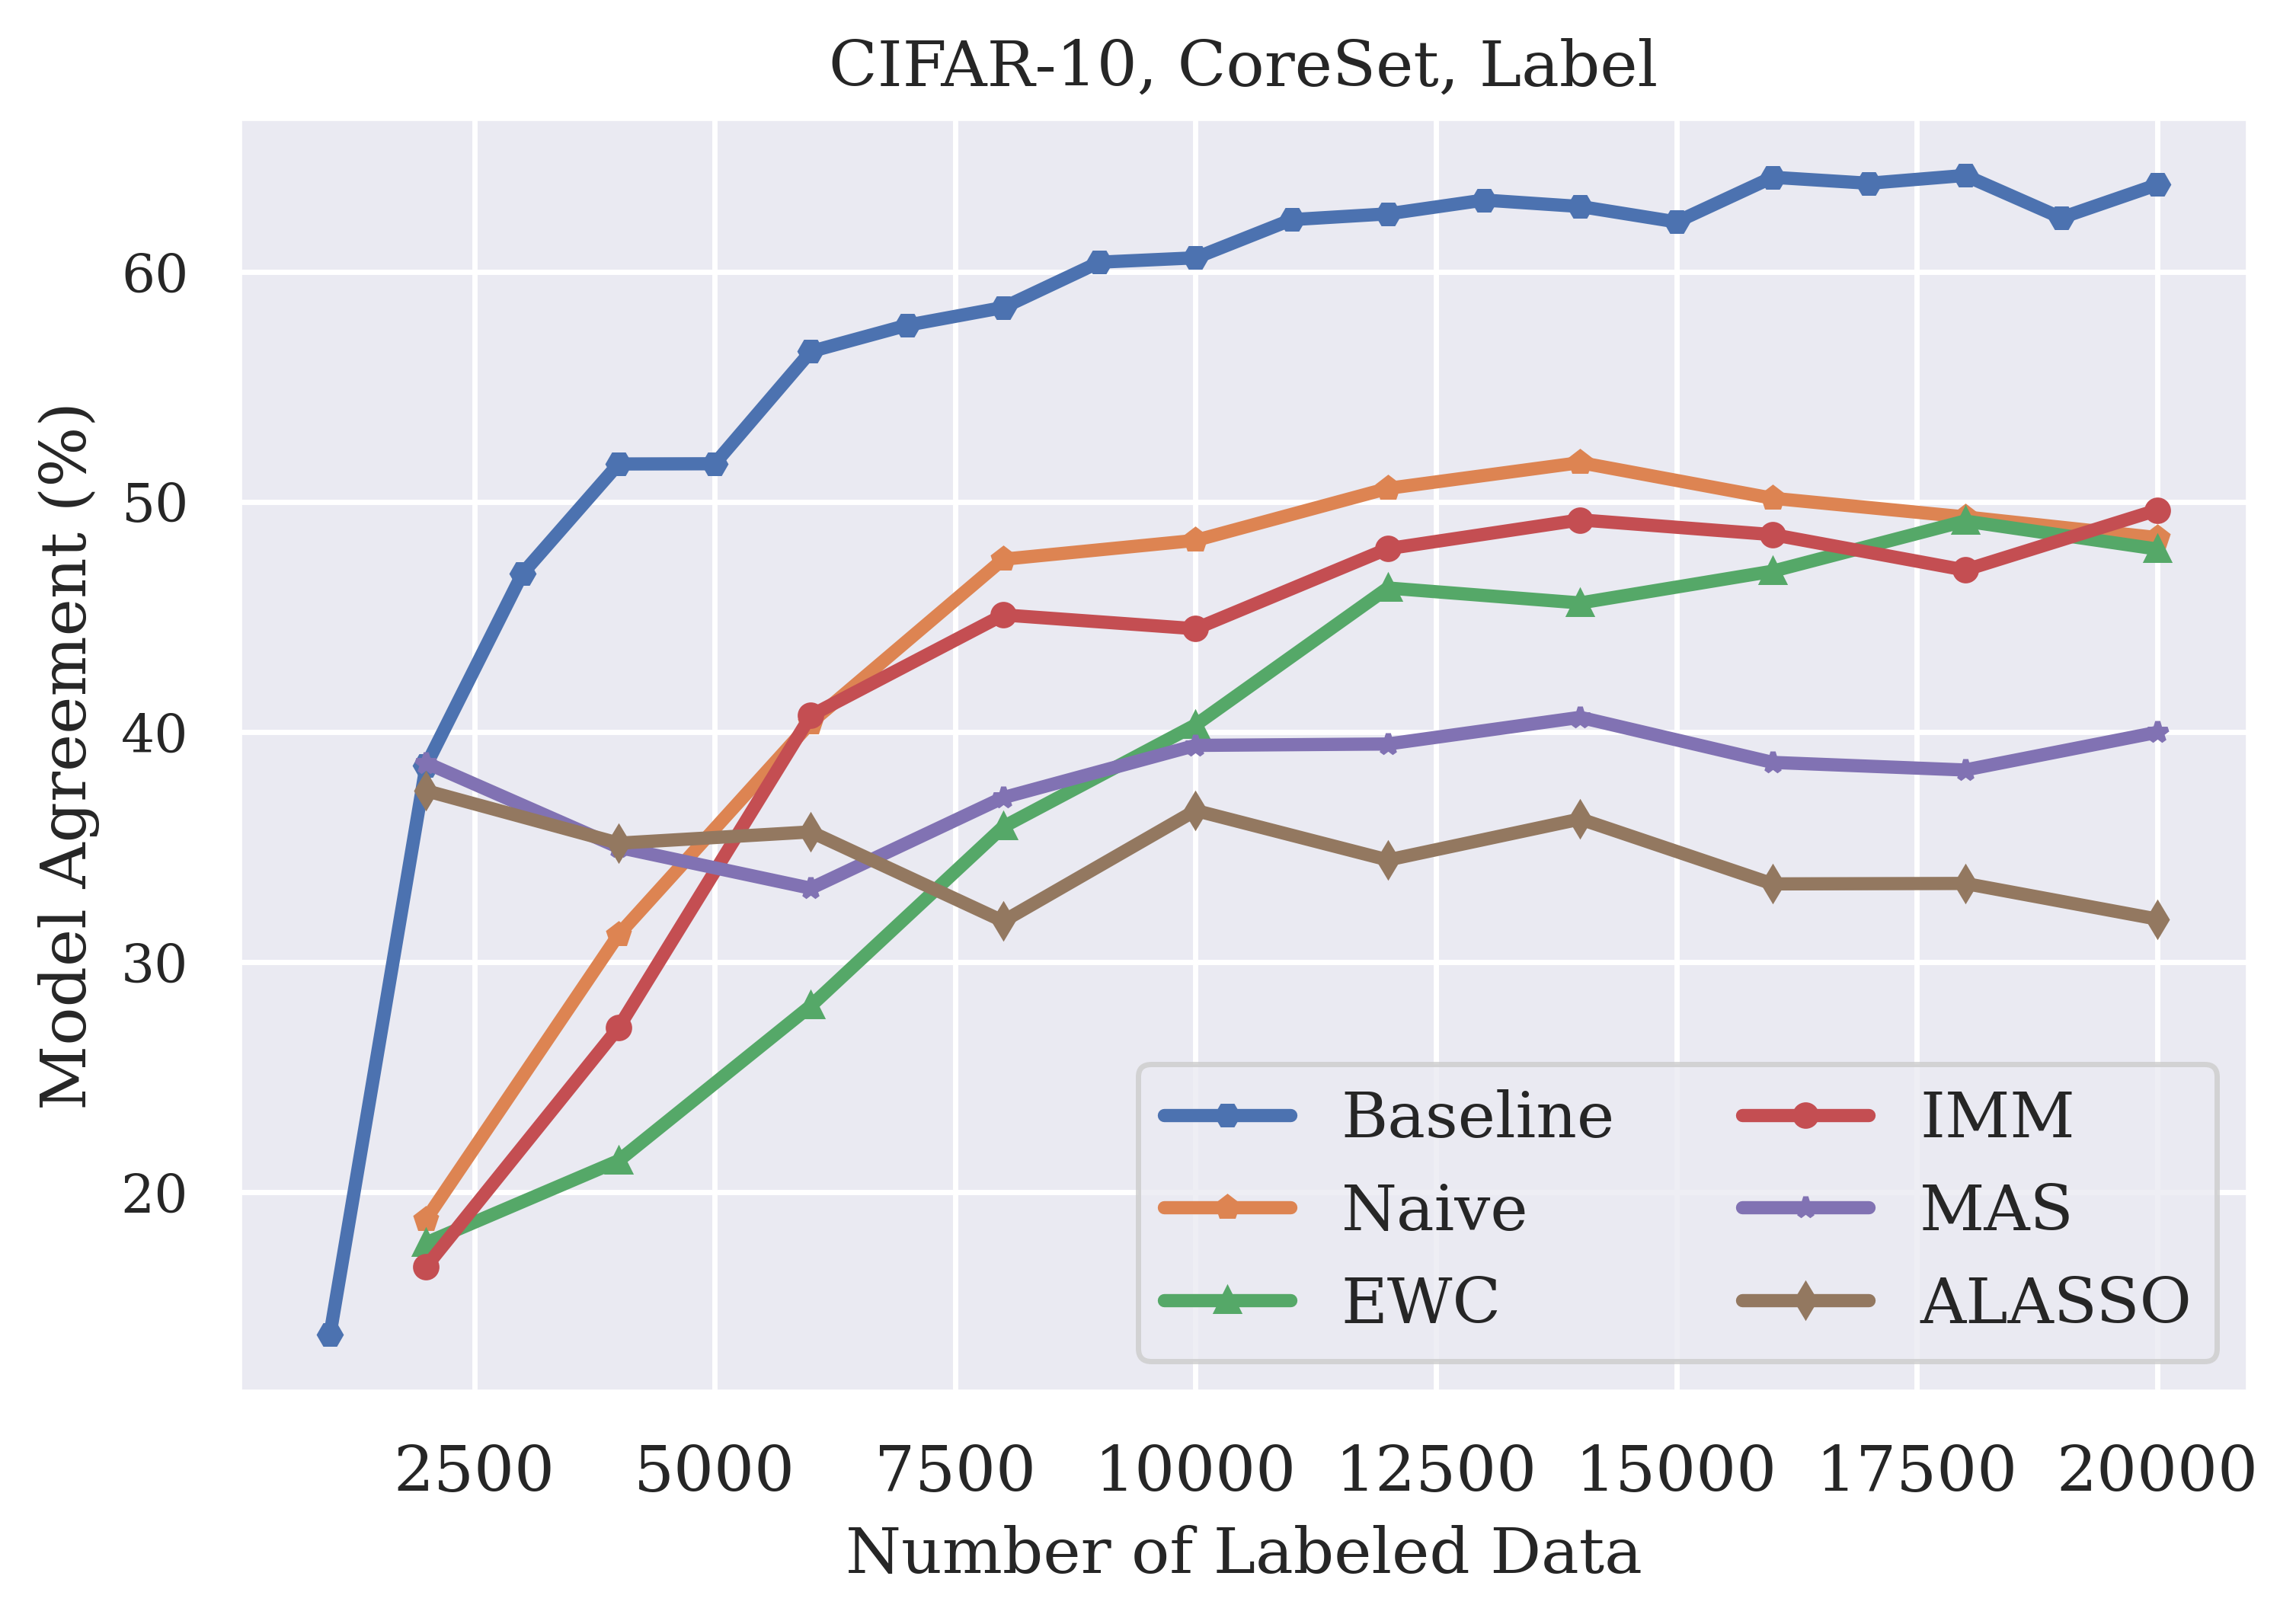 CIFAR-10, CoreSet, Label
Model Agreement (%)
60
50
40
30
20
Baseline
Naive
EWC
IMM
MAS
ALASSO
2500 5000 7500 10000 12500 15000 17500 20000
Number of Labeled Data